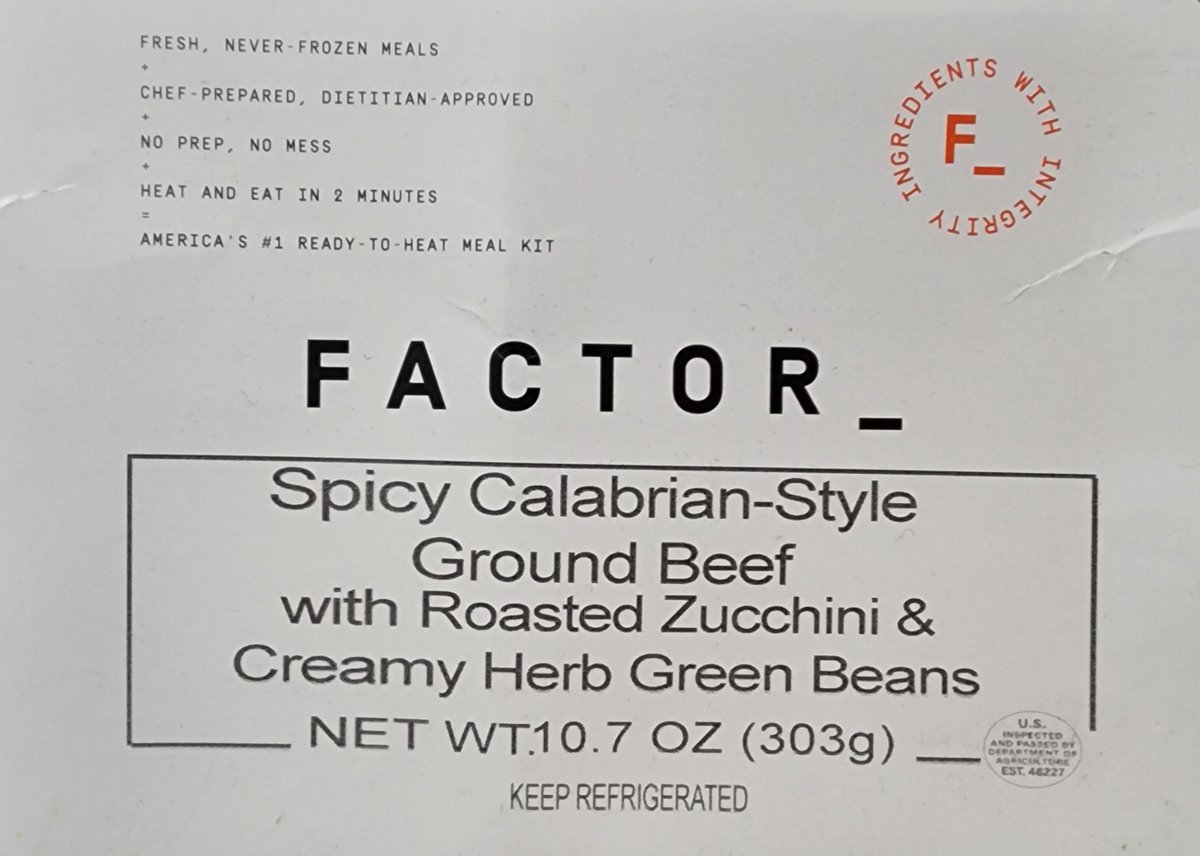 FRESH, NEVER-FROZEN MEALS
+
CHEF-PREPARED, DIETITIAN-APPROVED
+
NO PREP, NO MESS
+
HEAT AND EAT IN 2 MINUTES
=
AMERICA'S #1 READY-TO-HEAT MEAL KIT
INGREDIENTS WITH INTEGRITY
F_
FACTOR_
Spicy Calabrian-Style
Ground Beef
with Roasted Zucchini &
Creamy Herb Green Beans
NET WT.10.7 OZ (303g)
U.S.
INSPECTED
AND PASSED BY
DEPARTMENT OF
AGRICULTURE
EST. 46227
KEEP REFRIGERATED